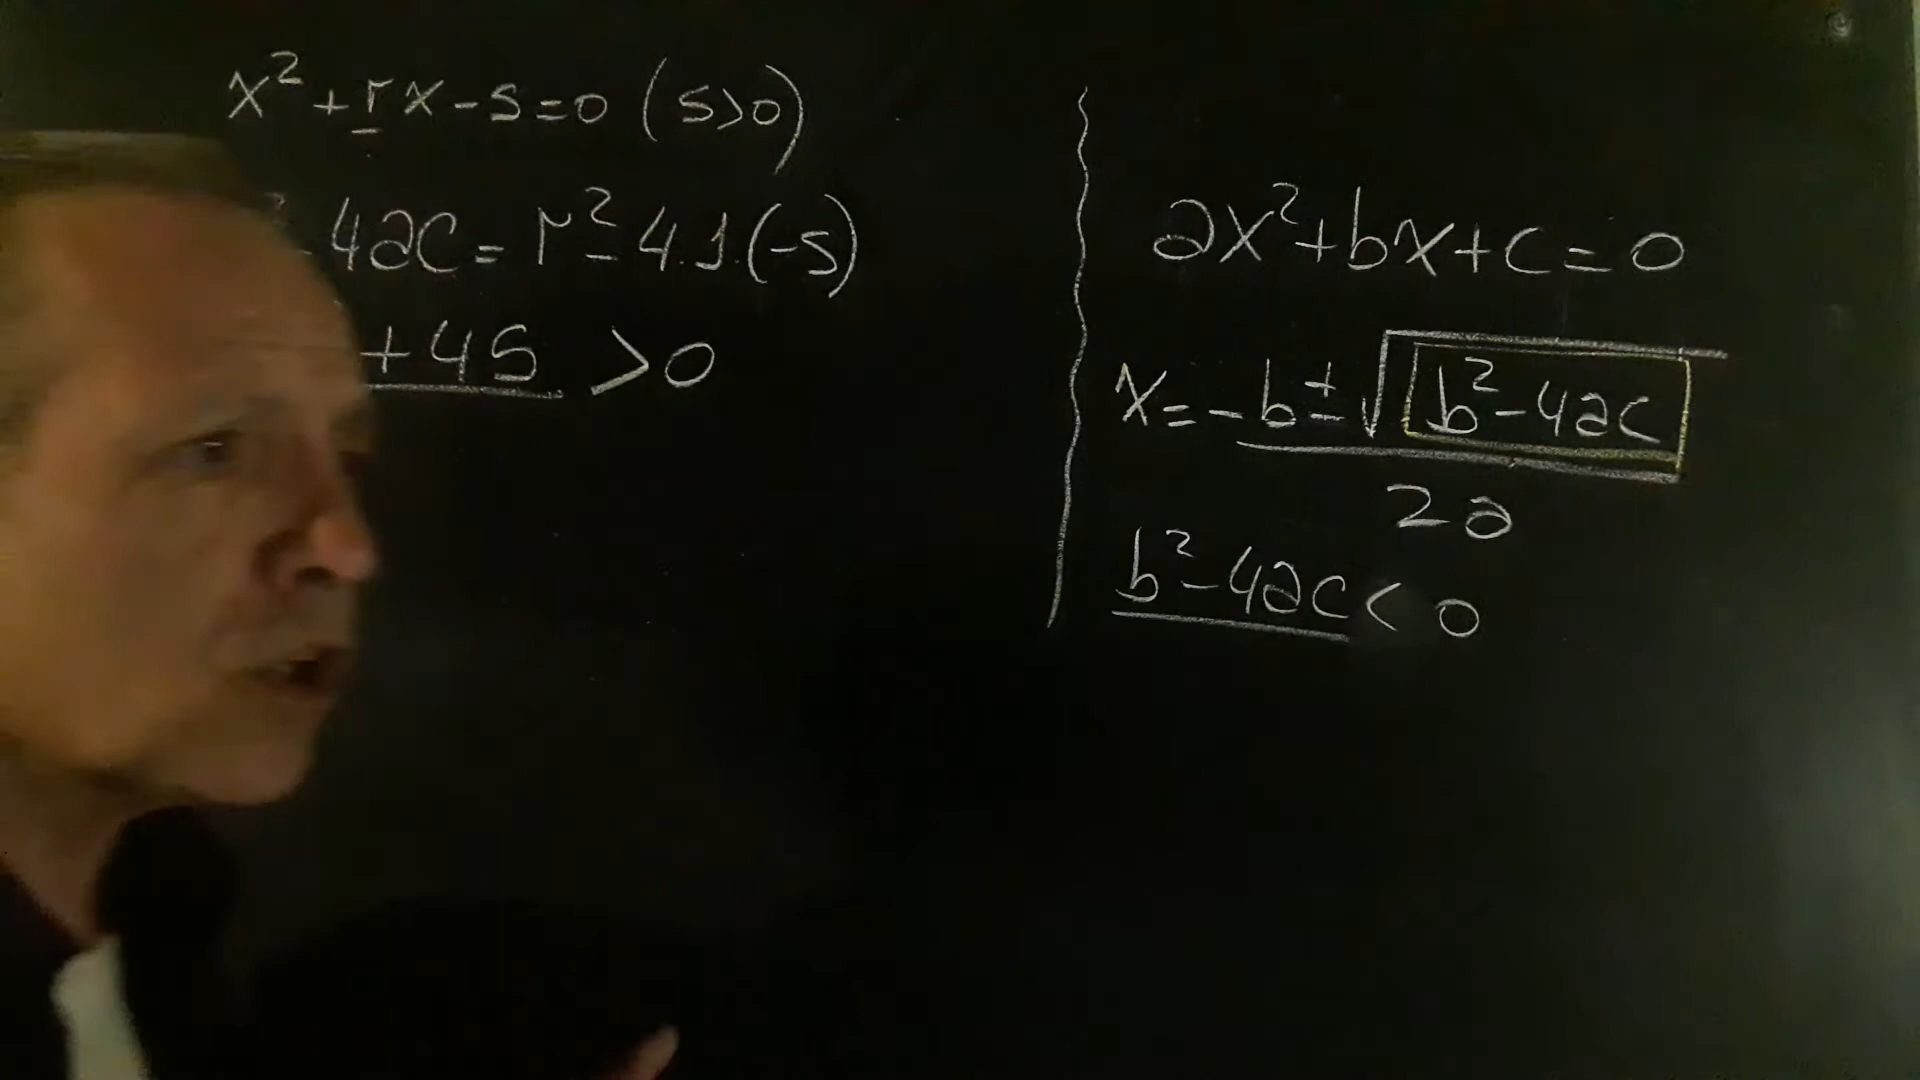 x²+rx-s=0 (s>0)
-4ac=r²-4.1.(-s)
+4s >0
ax²+bx+c=0
x=-b±√b²-4ac
2a
b²-4ac<0